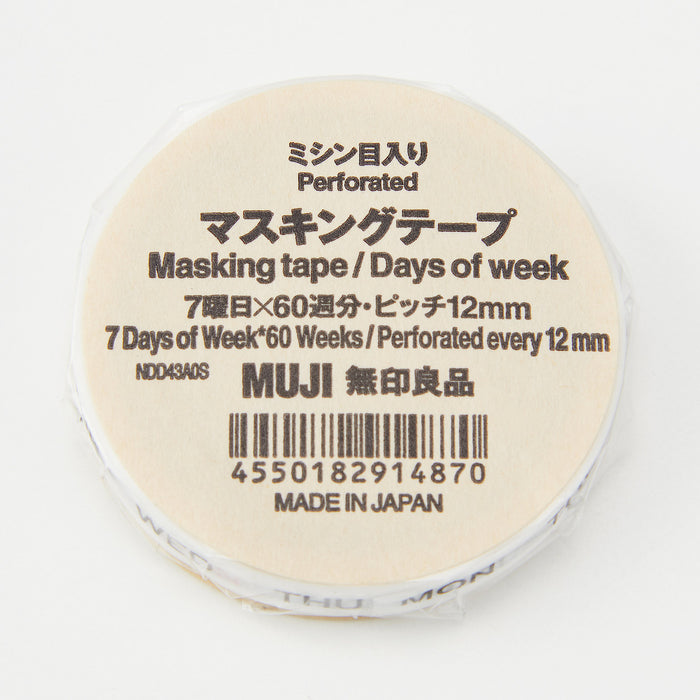 ミシン目入り
Perforated
マスキングテープ
Masking tape / Days of week
7曜日×60週分・ピッチ12mm
7 Days of Week*60 Weeks / Perforated every 12 mm
NDD43A0S
MUJI 無印良品
4550182914870
MADE IN JAPAN
WED THU MON